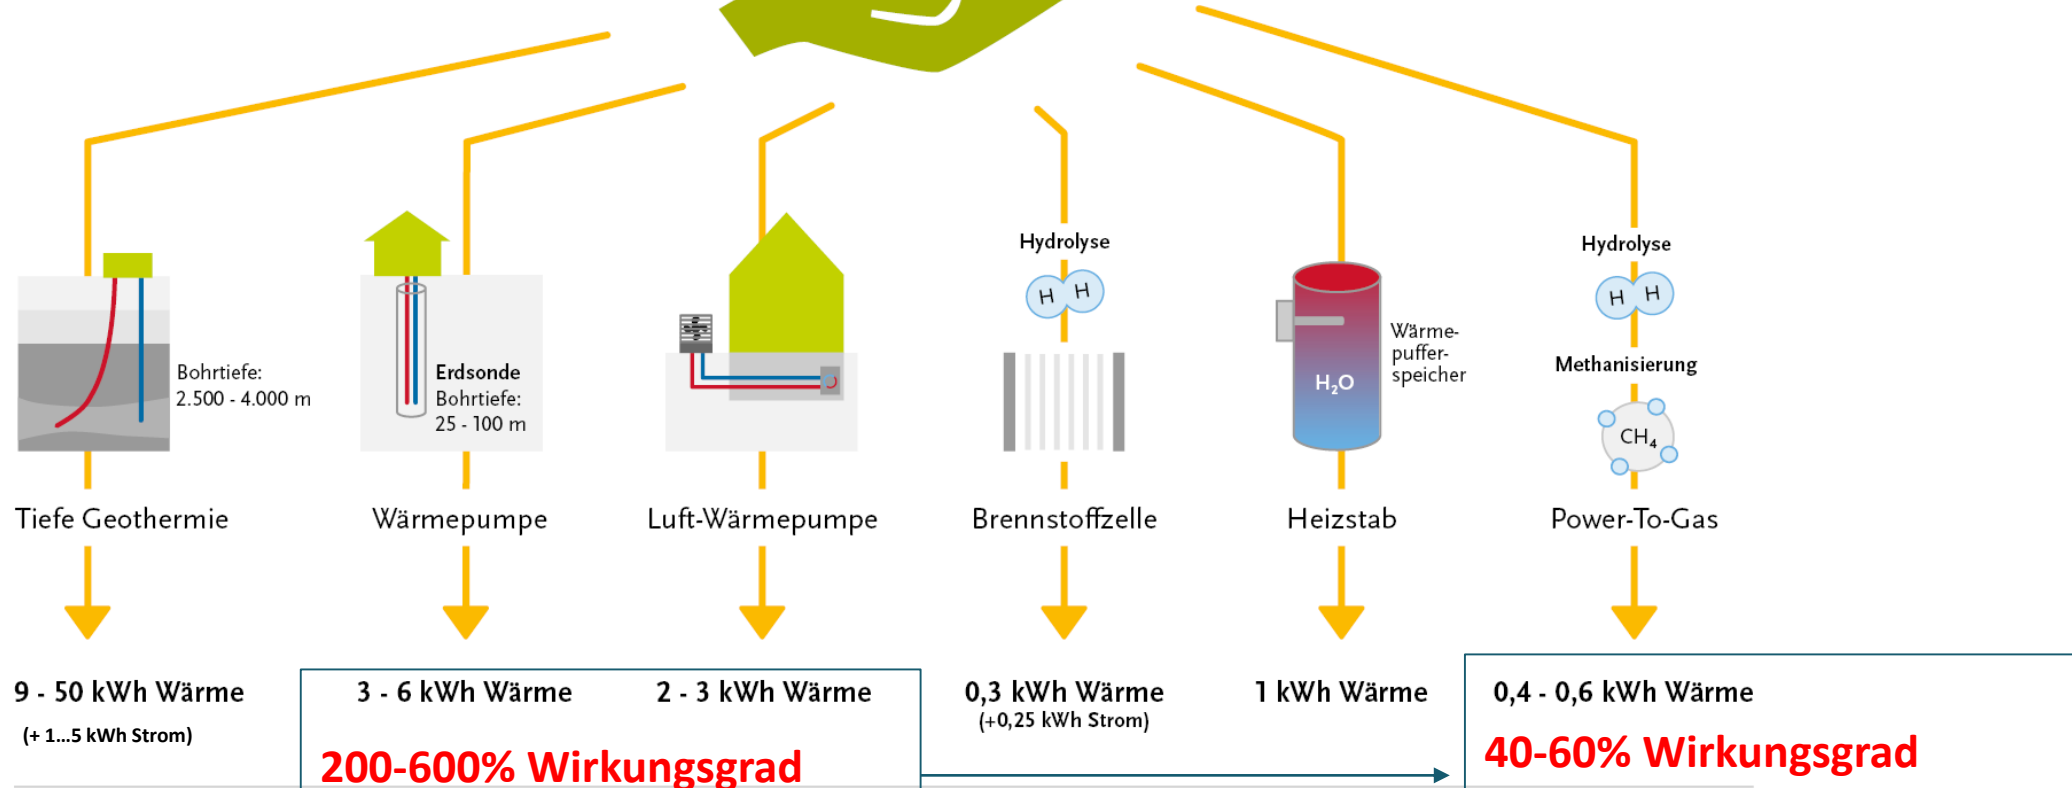 Hydrolyse
H H
Hydrolyse
H H
Bohrtiefe:
2.500 - 4.000 m
Erdsonde
Bohrtiefe:
25 - 100 m
H₂O
Wärme-
puffer-
speicher
Methanisierung
CH₄
Tiefe Geothermie
Wärmepumpe
Luft-Wärmepumpe
Brennstoffzelle
Heizstab
Power-To-Gas
9 - 50 kWh Wärme
(+ 1...5 kWh Strom)
3 - 6 kWh Wärme
2 - 3 kWh Wärme
0,3 kWh Wärme
(+0,25 kWh Strom)
1 kWh Wärme
0,4 - 0,6 kWh Wärme
200-600% Wirkungsgrad
40-60% Wirkungsgrad